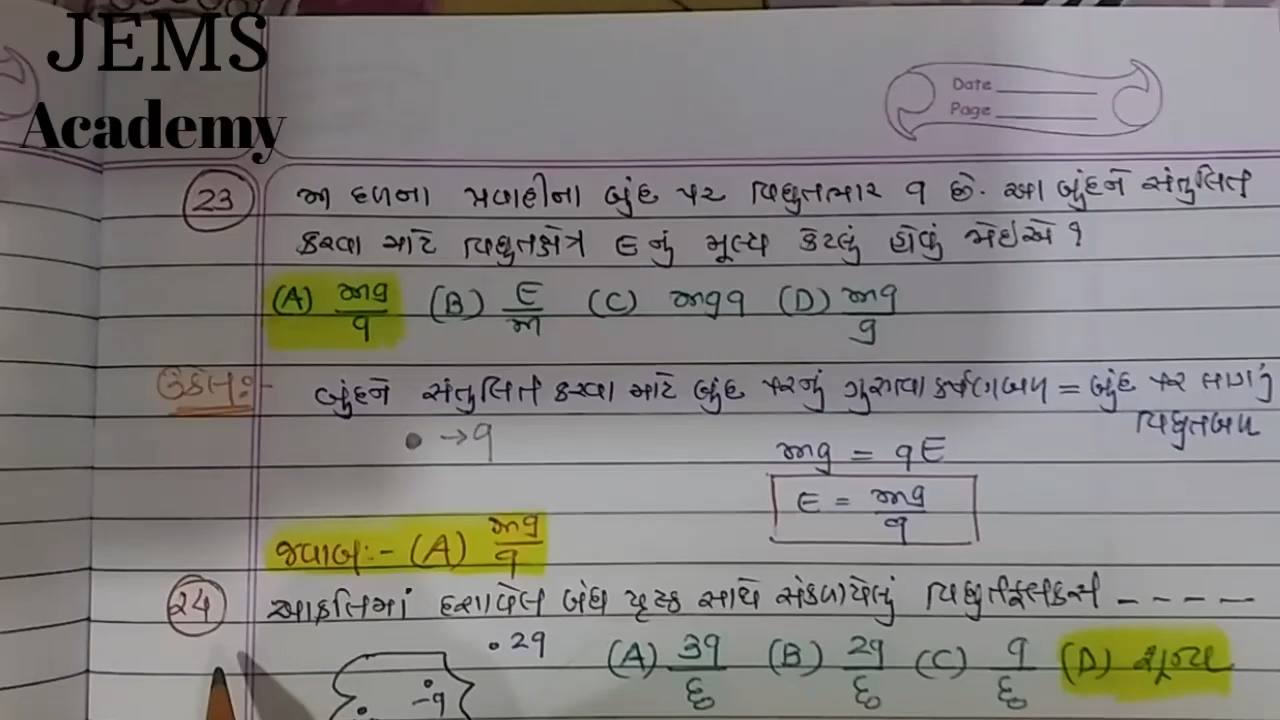 JEMS
Academy
Date
Page
23 m દળના પ્રવાહીના બુંદ પર વિદ્યુતભાર q છે. આ બુંદને સંતુલિત
કરવા માટે વિદ્યુતક્ષેત્ર E નું મૂલ્ય કેટલું હોવું જોઇએ ?
(A) mg/q (B) E/m (C) mgq (D) mq/g
ઉકેલ:- બુંદને સંતુલિત કરવા માટે બુંદ પરનું ગુરુત્વાકર્ષણબળ = બુંદ પર લાગતું
વિદ્યુતબળ
• → q
mg = qE
E = mg/q
જવાબ:- (A) mg/q
24 આકૃતિમાં દર્શાવેલ બંધ પૃષ્ઠ સાથે સંકળાયેલું વિદ્યુતફ્લક્સ ----
• 2q (A) 3q/ε₀ (B) 2q/ε₀ (C) q/ε₀ (D) શૂન્ય
-q